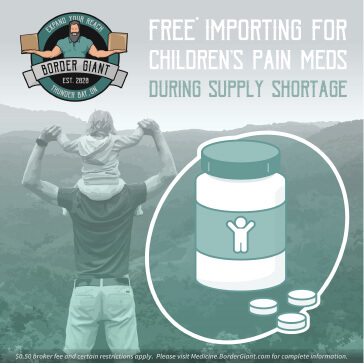 EXPAND YOUR REACH
BORDER GIANT
EST. 2020
THUNDER BAY, ON
FREE* IMPORTING FOR
CHILDREN'S PAIN MEDS
DURING SUPPLY SHORTAGE
$0.50 broker fee and certain restrictions apply. Please visit Medicine.BorderGiant.com for complete information.